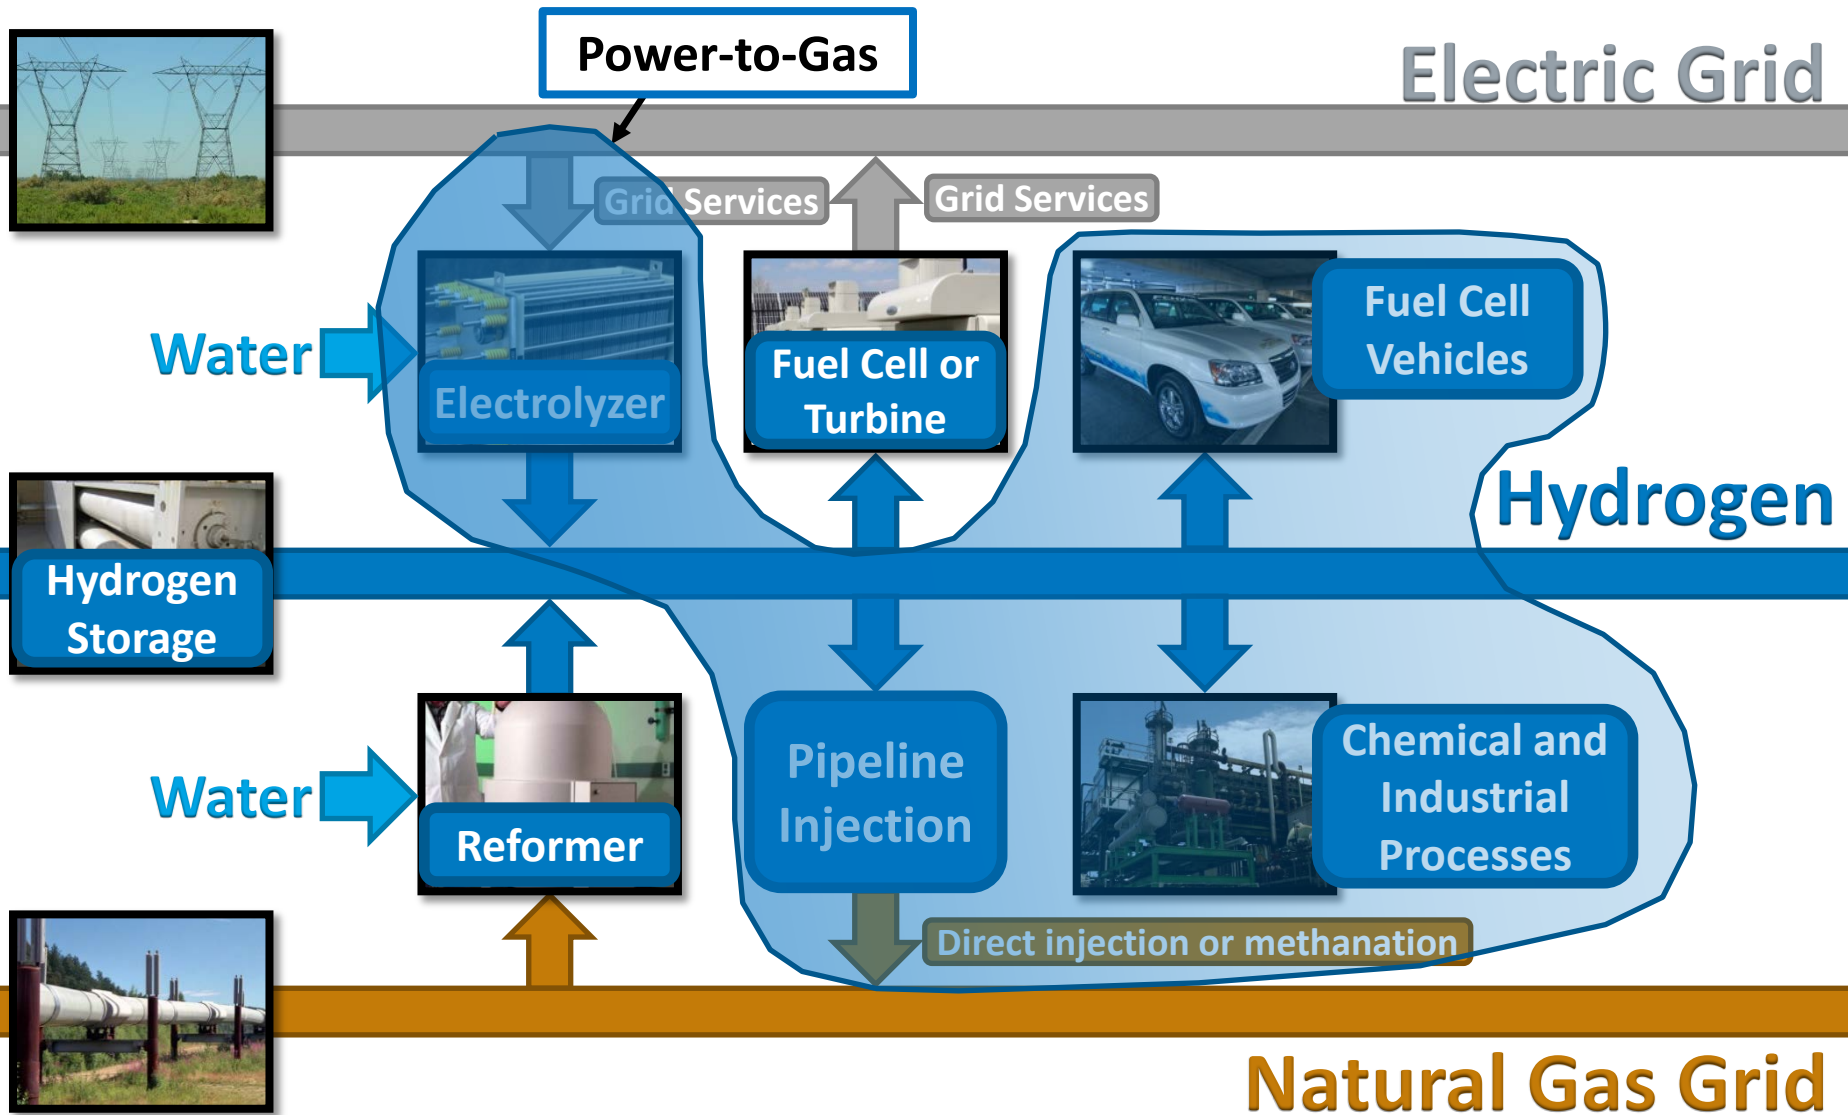 Power-to-Gas
Electric Grid
Grid Services
Grid Services
Water
Electrolyzer
Fuel Cell or
Turbine
Fuel Cell
Vehicles
Hydrogen
Hydrogen
Storage
Water
Reformer
Pipeline
Injection
Chemical and
Industrial
Processes
Direct injection or methanation
Natural Gas Grid